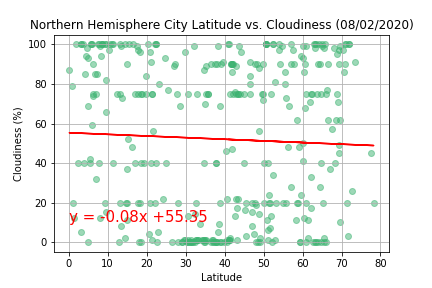 Northern Hemisphere City Latitude vs. Cloudiness (08/02/2020)
100
80
60
40
20
0
Cloudiness (%)
y = -0.08x +55.35
0 10 20 30 40 50 60 70 80
Latitude